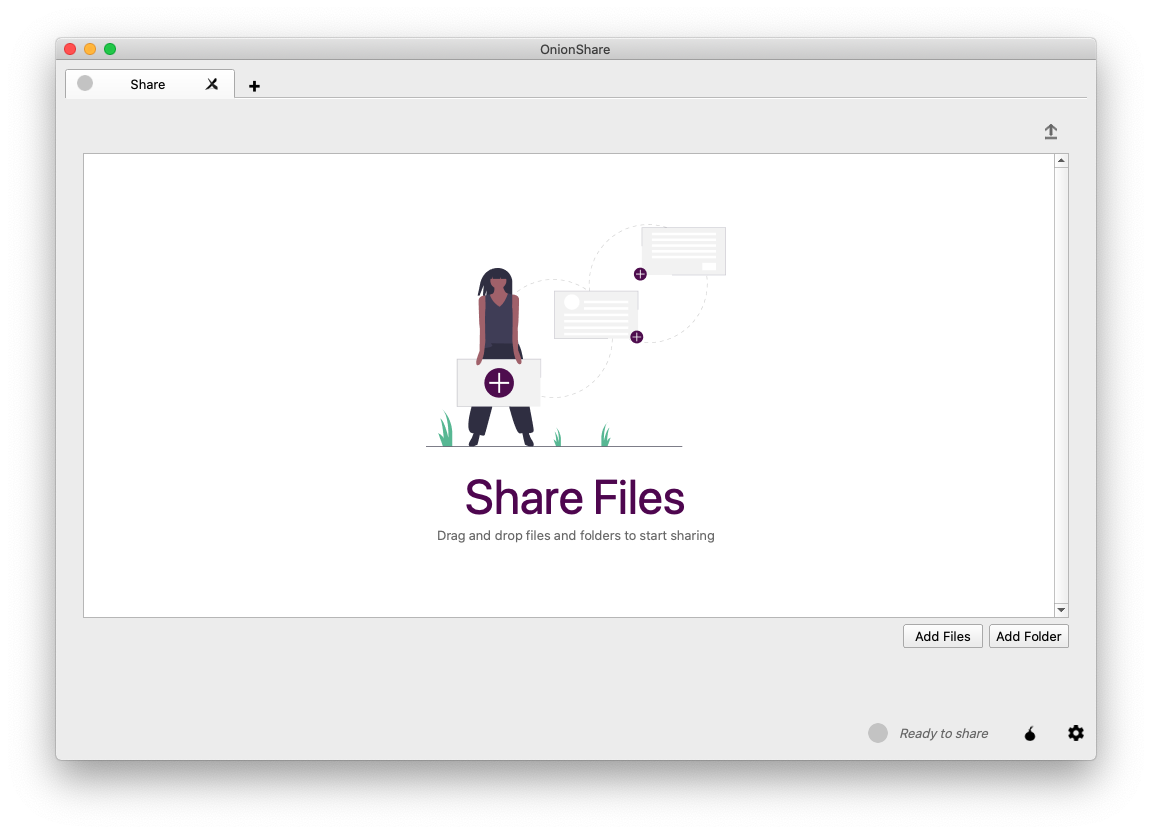 OnionShare
Share
Share Files
Drag and drop files and folders to start sharing
Add Files Add Folder
Ready to share